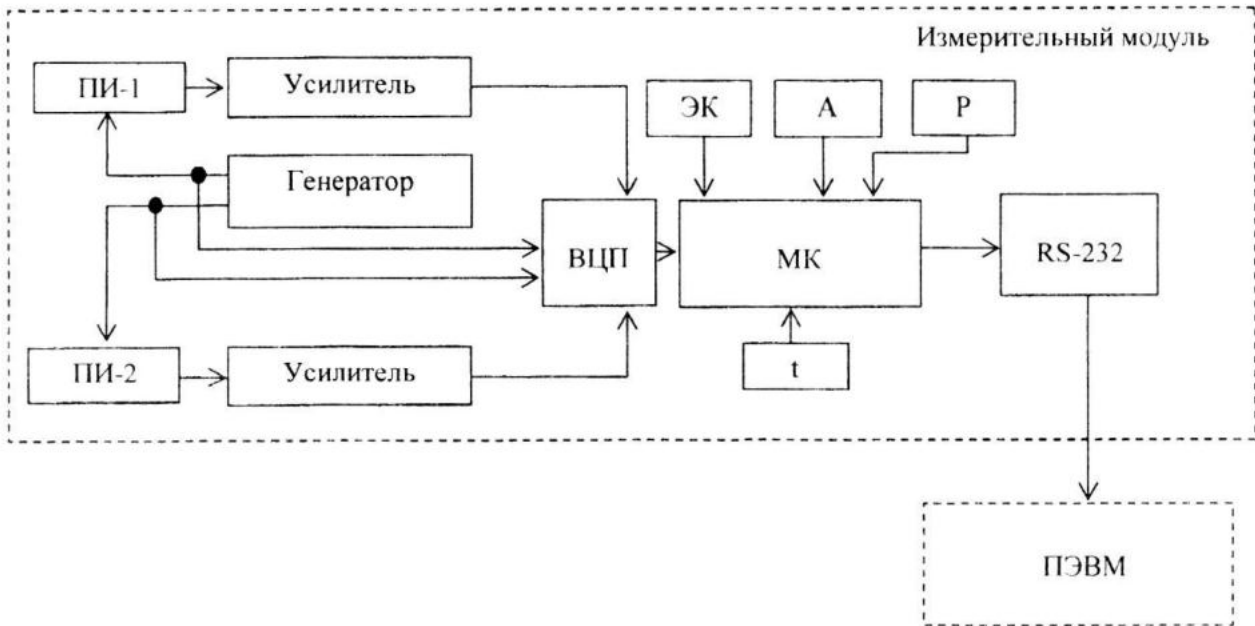 Измерительный модуль
ПИ-1
Усилитель
ЭК
А
Р
Генератор
ВЦП
МК
RS-232
ПИ-2
Усилитель
t
ПЭВМ